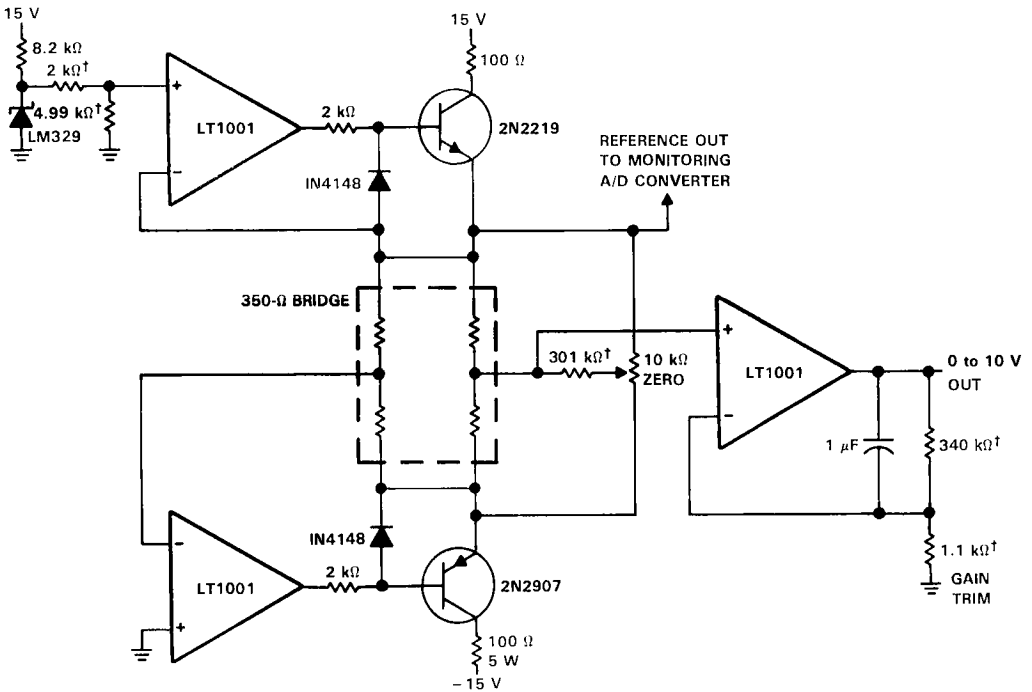 15 V
8.2 kΩ
2 kΩ†
4.99 kΩ†
LM329
+
LT1001
-
2 kΩ
IN4148
15 V
100 Ω
2N2219
REFERENCE OUT
TO MONITORING
A/D CONVERTER
350-Ω BRIDGE
301 kΩ†
10 kΩ
ZERO
+
LT1001
-
0 to 10 V
OUT
1 μF
340 kΩ†
1.1 kΩ†
GAIN
TRIM
-
LT1001
+
2 kΩ
IN4148
2N2907
100 Ω
5 W
-15 V